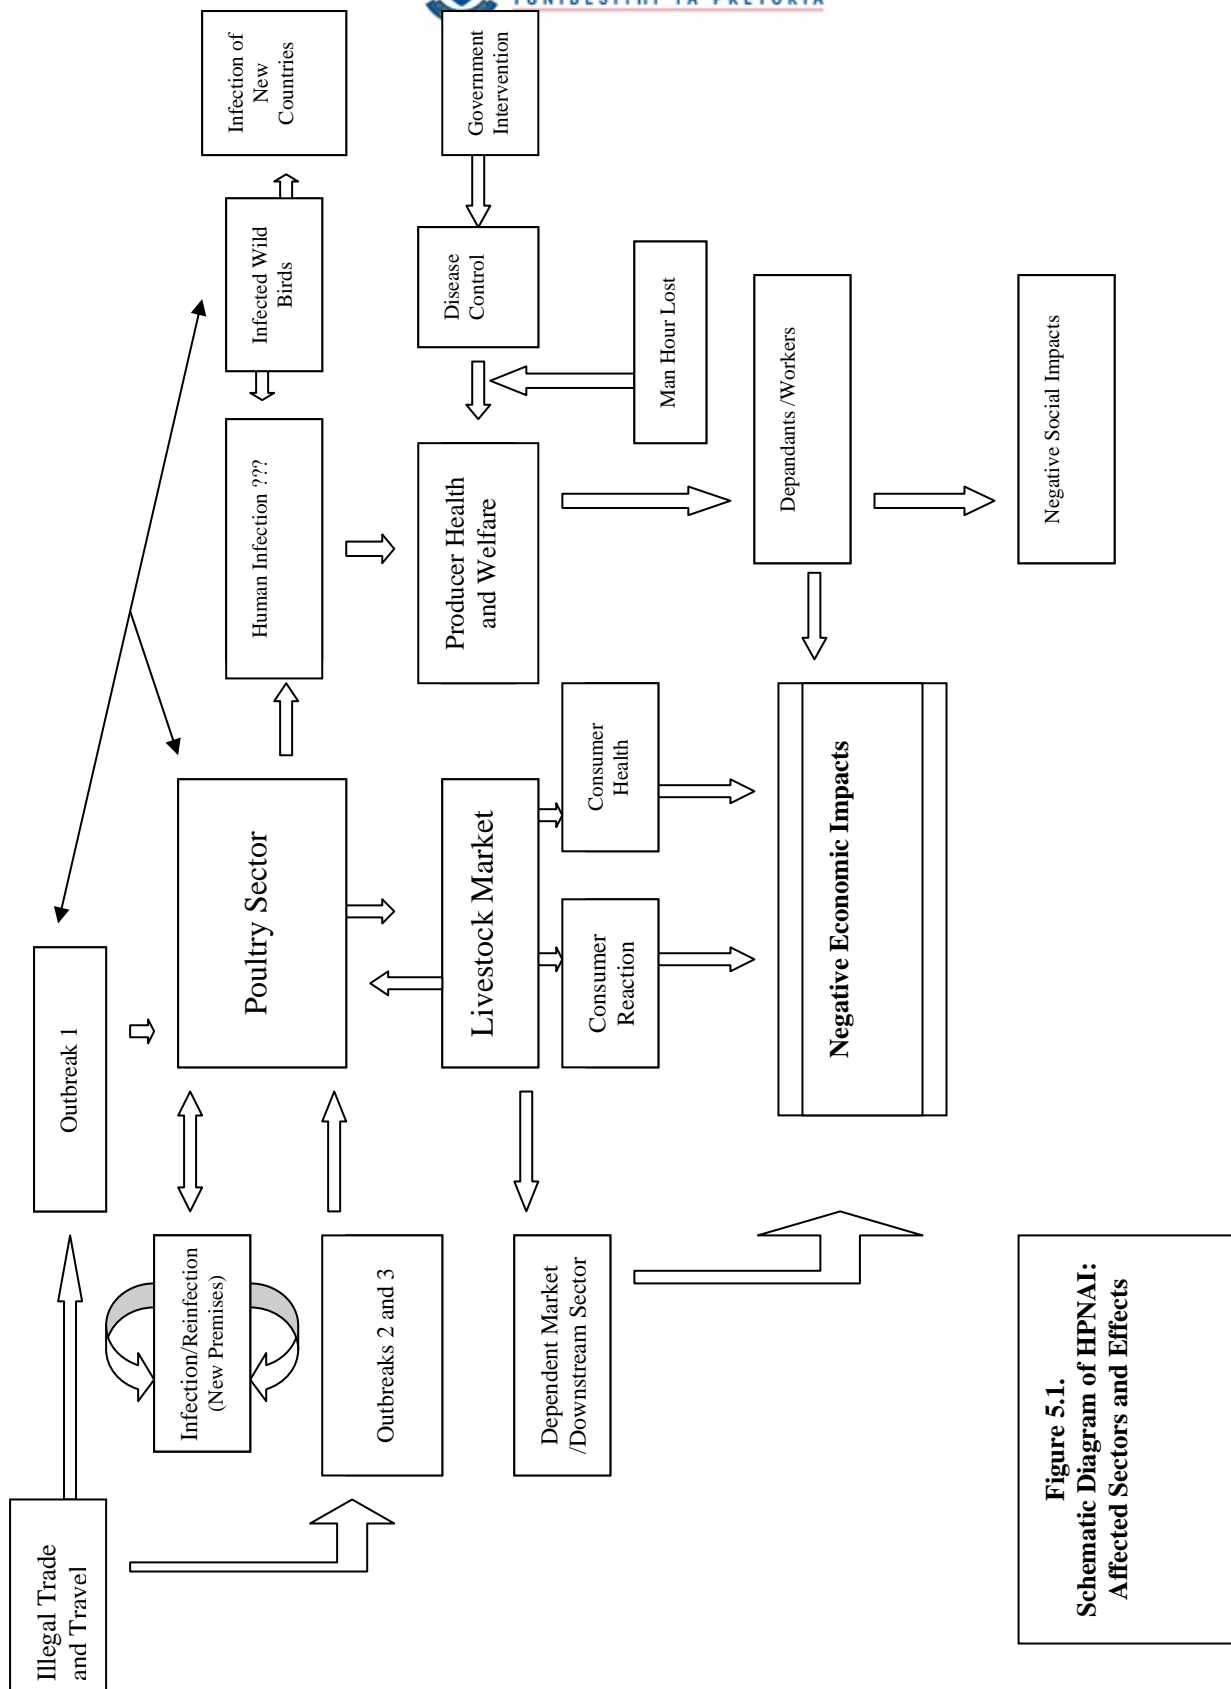 YUNIBESITHI YA PRETORIA
Illegal Trade
and Travel
Outbreak 1
Infection/Reinfection
(New Premises)
Outbreaks 2 and 3
Poultry Sector
Human Infection ???
Infected Wild
Birds
Infection of
New
Countries
Dependent Market
/Downstream Sector
Livestock Market
Consumer
Reaction
Consumer
Health
Producer Health
and Welfare
Disease
Control
Government
Intervention
Man Hour Lost
Negative Economic Impacts
Depandants /Workers
Negative Social Impacts
Figure 5.1.
Schematic Diagram of HPNAI:
Affected Sectors and Effects